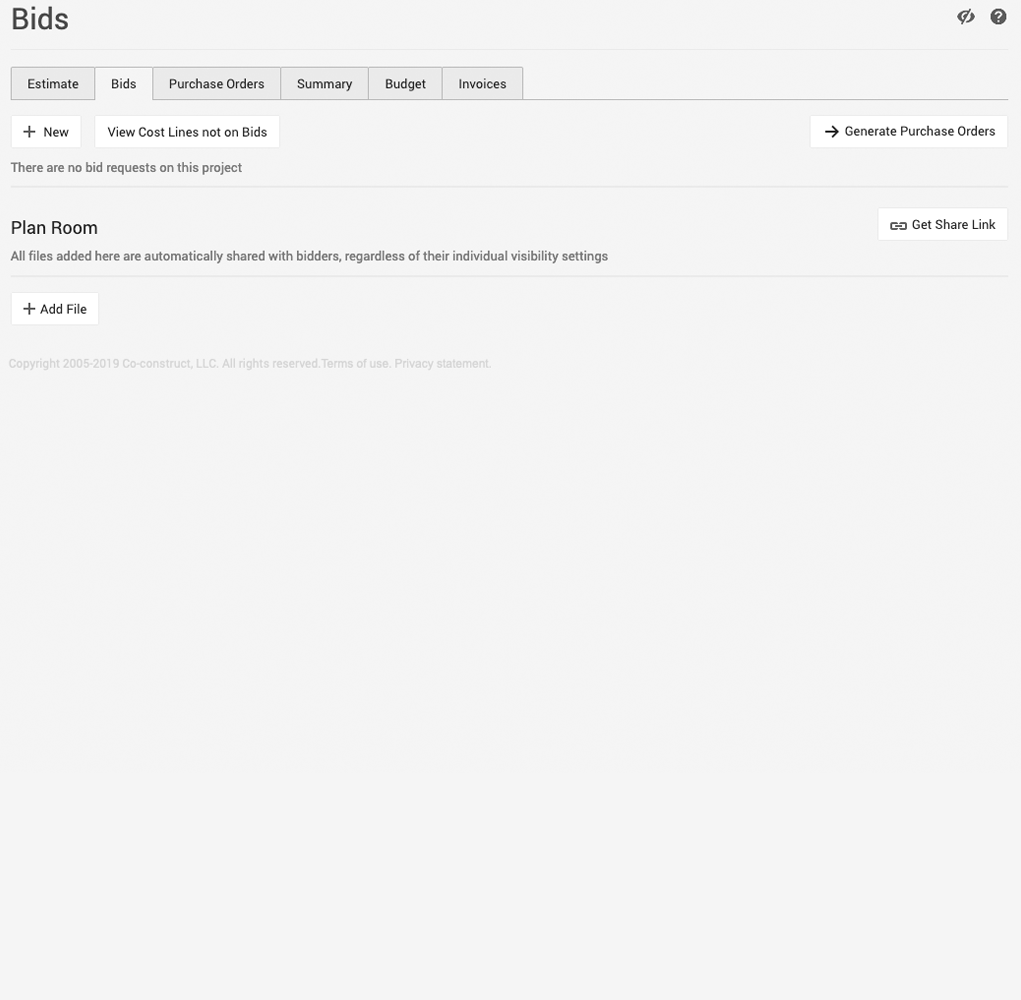 Bids
Estimate Bids Purchase Orders Summary Budget Invoices
New View Cost Lines not on Bids Generate Purchase Orders
There are no bid requests on this project
Plan Room Get Share Link
All files added here are automatically shared with bidders, regardless of their individual visibility settings
Add File
Copyright 2005-2019 Co-construct, LLC. All rights reserved.Terms of use. Privacy statement.